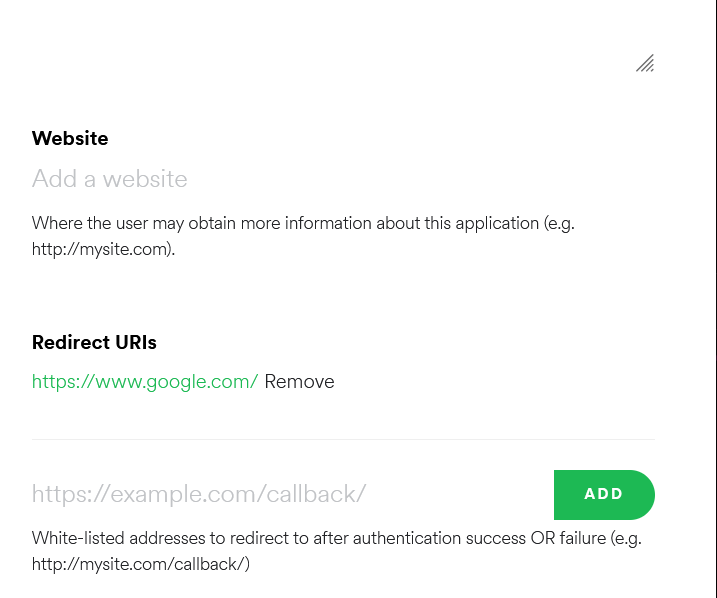 Website
Add a website
Where the user may obtain more information about this application (e.g.
http://mysite.com).
Redirect URIs
https://www.google.com/ Remove
https://example.com/callback/
ADD
White-listed addresses to redirect to after authentication success OR failure (e.g.
http://mysite.com/callback/)